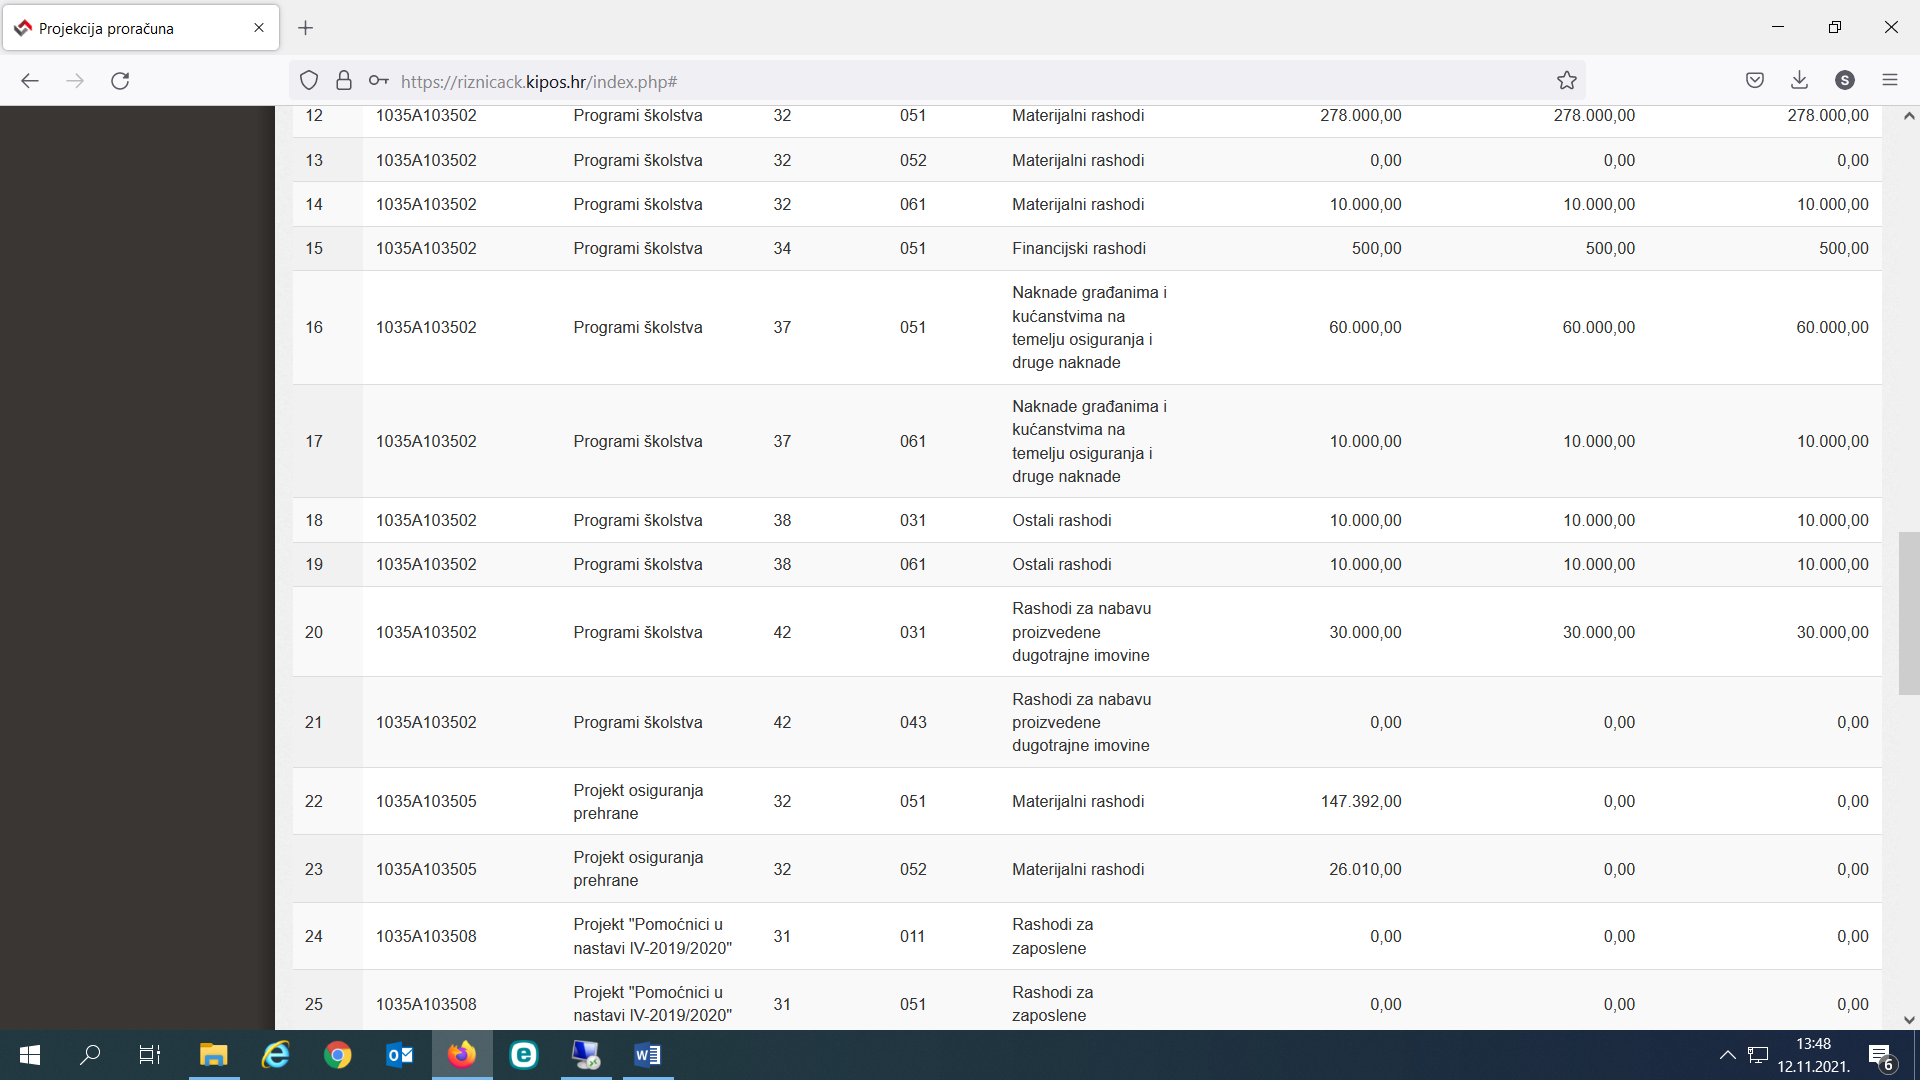 Projekcija proračuna
https://riznicack.kipos.hr/index.php#
S
12 1035A103502 Programi školstva 32 051 Materijalni rashodi 278.000,00 278.000,00 278.000,00
13 1035A103502 Programi školstva 32 052 Materijalni rashodi 0,00 0,00 0,00
14 1035A103502 Programi školstva 32 061 Materijalni rashodi 10.000,00 10.000,00 10.000,00
15 1035A103502 Programi školstva 34 051 Financijski rashodi 500,00 500,00 500,00
Naknade građanima i
kućanstvima na
16 1035A103502 Programi školstva 37 051 temelju osiguranja i 60.000,00 60.000,00 60.000,00
druge naknade
Naknade građanima i
kućanstvima na
17 1035A103502 Programi školstva 37 061 temelju osiguranja i 10.000,00 10.000,00 10.000,00
druge naknade
18 1035A103502 Programi školstva 38 031 Ostali rashodi 10.000,00 10.000,00 10.000,00
19 1035A103502 Programi školstva 38 061 Ostali rashodi 10.000,00 10.000,00 10.000,00
Rashodi za nabavu
20 1035A103502 Programi školstva 42 031 proizvedene 30.000,00 30.000,00 30.000,00
dugotrajne imovine
Rashodi za nabavu
21 1035A103502 Programi školstva 42 043 proizvedene 0,00 0,00 0,00
dugotrajne imovine
22 1035A103505 Projekt osiguranja 32 051 Materijalni rashodi 147.392,00 0,00 0,00
prehrane
23 1035A103505 Projekt osiguranja 32 052 Materijalni rashodi 26.010,00 0,00 0,00
prehrane
24 1035A103508 Projekt "Pomoćnici u 31 011 Rashodi za 0,00 0,00 0,00
nastavi IV-2019/2020" zaposlene
25 1035A103508 Projekt "Pomoćnici u 31 051 Rashodi za 0,00 0,00 0,00
nastavi IV-2019/2020" zaposlene
13:48
12.11.2021.
6